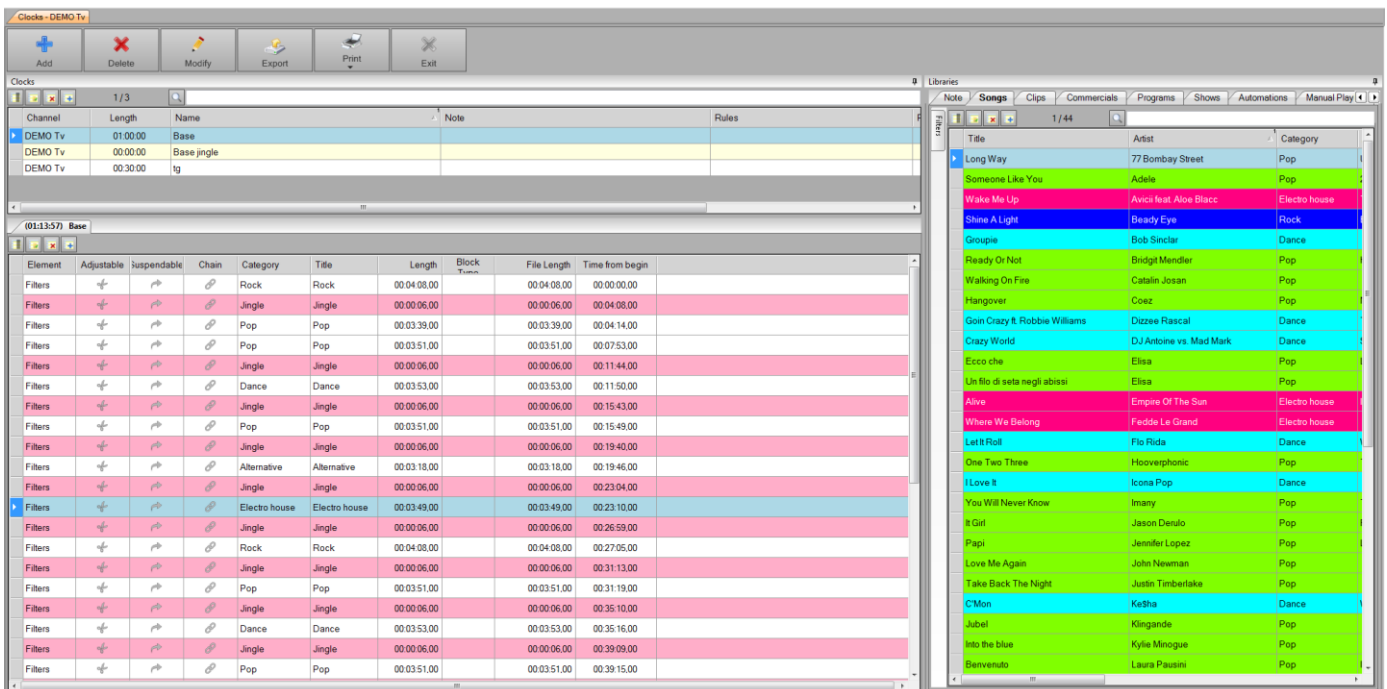 Clocks - DEMO Tv
Add Delete Modify Export Print Exit
Clocks
1 / 3
Channel Length Name Note Rules
DEMO Tv 01:00:00 Base
DEMO Tv 00:00:00 Base jingle
DEMO Tv 00:30:00 tg
(01:13:57) Base
Element Adjustable Suspendable Chain Category Title Length Block Type File Length Time from begin
Filters Rock Rock 00:04:08,00 00:04:08,00 00:00:00,00
Filters Jingle Jingle 00:00:06,00 00:00:06,00 00:04:08,00
Filters Pop Pop 00:03:39,00 00:03:39,00 00:04:14,00
Filters Pop Pop 00:03:51,00 00:03:51,00 00:07:53,00
Filters Jingle Jingle 00:00:06,00 00:00:06,00 00:11:44,00
Filters Dance Dance 00:03:53,00 00:03:53,00 00:11:50,00
Filters Jingle Jingle 00:00:06,00 00:00:06,00 00:15:43,00
Filters Pop Pop 00:03:51,00 00:03:51,00 00:15:49,00
Filters Jingle Jingle 00:00:06,00 00:00:06,00 00:19:40,00
Filters Alternative Alternative 00:03:18,00 00:03:18,00 00:19:46,00
Filters Jingle Jingle 00:00:06,00 00:00:06,00 00:23:04,00
Filters Electro house Electro house 00:03:49,00 00:03:49,00 00:23:10,00
Filters Jingle Jingle 00:00:06,00 00:00:06,00 00:26:59,00
Filters Rock Rock 00:04:08,00 00:04:08,00 00:27:05,00
Filters Jingle Jingle 00:00:06,00 00:00:06,00 00:31:13,00
Filters Pop Pop 00:03:51,00 00:03:51,00 00:31:19,00
Filters Jingle Jingle 00:00:06,00 00:00:06,00 00:35:10,00
Filters Dance Dance 00:03:53,00 00:03:53,00 00:35:16,00
Filters Jingle Jingle 00:00:06,00 00:00:06,00 00:39:09,00
Filters Pop Pop 00:03:51,00 00:03:51,00 00:39:15,00
Libraries
Note Songs Clips Commercials Programs Shows Automations Manual Play
Filters
1 / 44
Title Artist Category
Long Way 77 Bombay Street Pop
Someone Like You Adele Pop
Wake Me Up Avicii feat. Aloe Blacc Electro house
Shine A Light Beady Eye Rock
Groupie Bob Sinclar Dance
Ready Or Not Bridgit Mendler Pop
Walking On Fire Catalin Josan Pop
Hangover Coez Pop
Goin Crazy ft. Robbie Williams Dizzee Rascal Dance
Crazy World DJ Antoine vs. Mad Mark Dance
Ecco che Elisa Pop
Un filo di seta negli abissi Elisa Pop
Alive Empire Of The Sun Electro house
Where We Belong Fedde Le Grand Electro house
Let It Roll Flo Rida Dance
One Two Three Hooverphonic Pop
I Love It Icona Pop Dance
You Will Never Know Imany Pop
It Girl Jason Derulo Pop
Papi Jennifer Lopez Pop
Love Me Again John Newman Pop
Take Back The Night Justin Timberlake Pop
C'Mon Ke$ha Dance
Jubel Klingande Pop
Into the blue Kylie Minogue Pop
Benvenuto Laura Pausini Pop